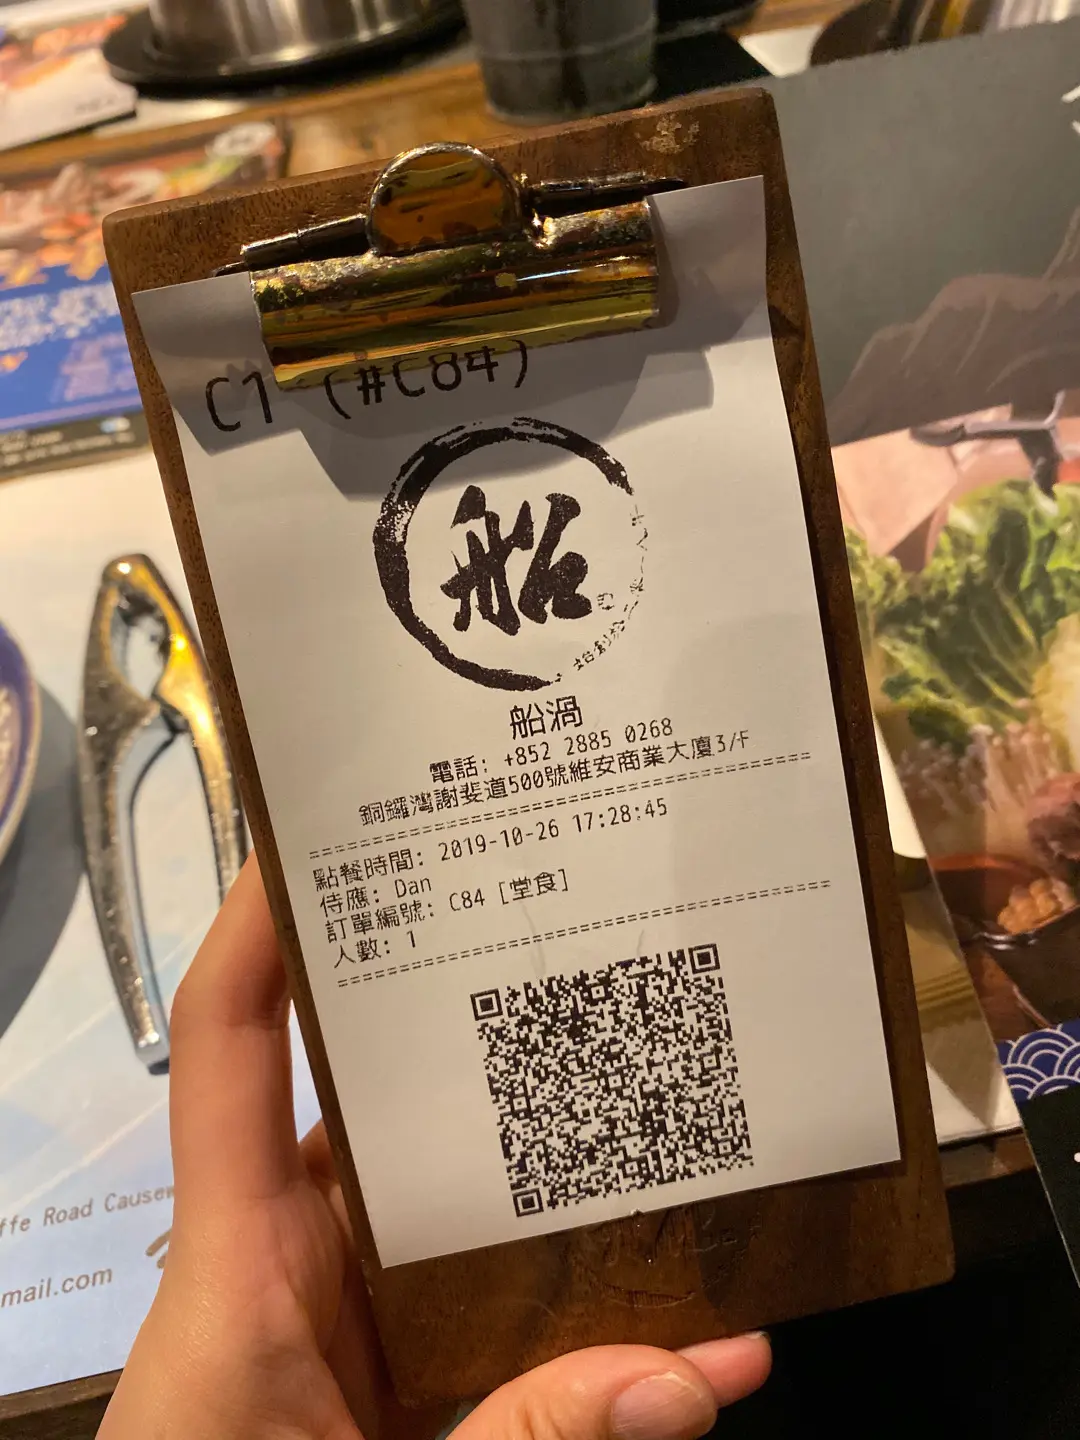 C1 (#C84)
船
船渦
電話: +852 2885 0268
銅鑼灣謝斐道500號維安商業大廈3/F
點餐時間: 2019-10-26 17:28:45
侍應: Dan
訂單編號: C84 [堂食]
人數: 1
ffe Road Causew
mail.com